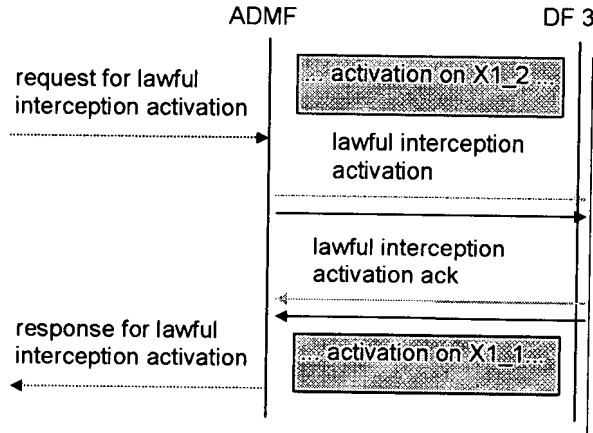 ADMF
DF 3
request for lawful
interception activation
... activation on X1_2 ...
lawful interception
activation
lawful interception
activation ack
response for lawful
interception activation
... activation on X1_1...